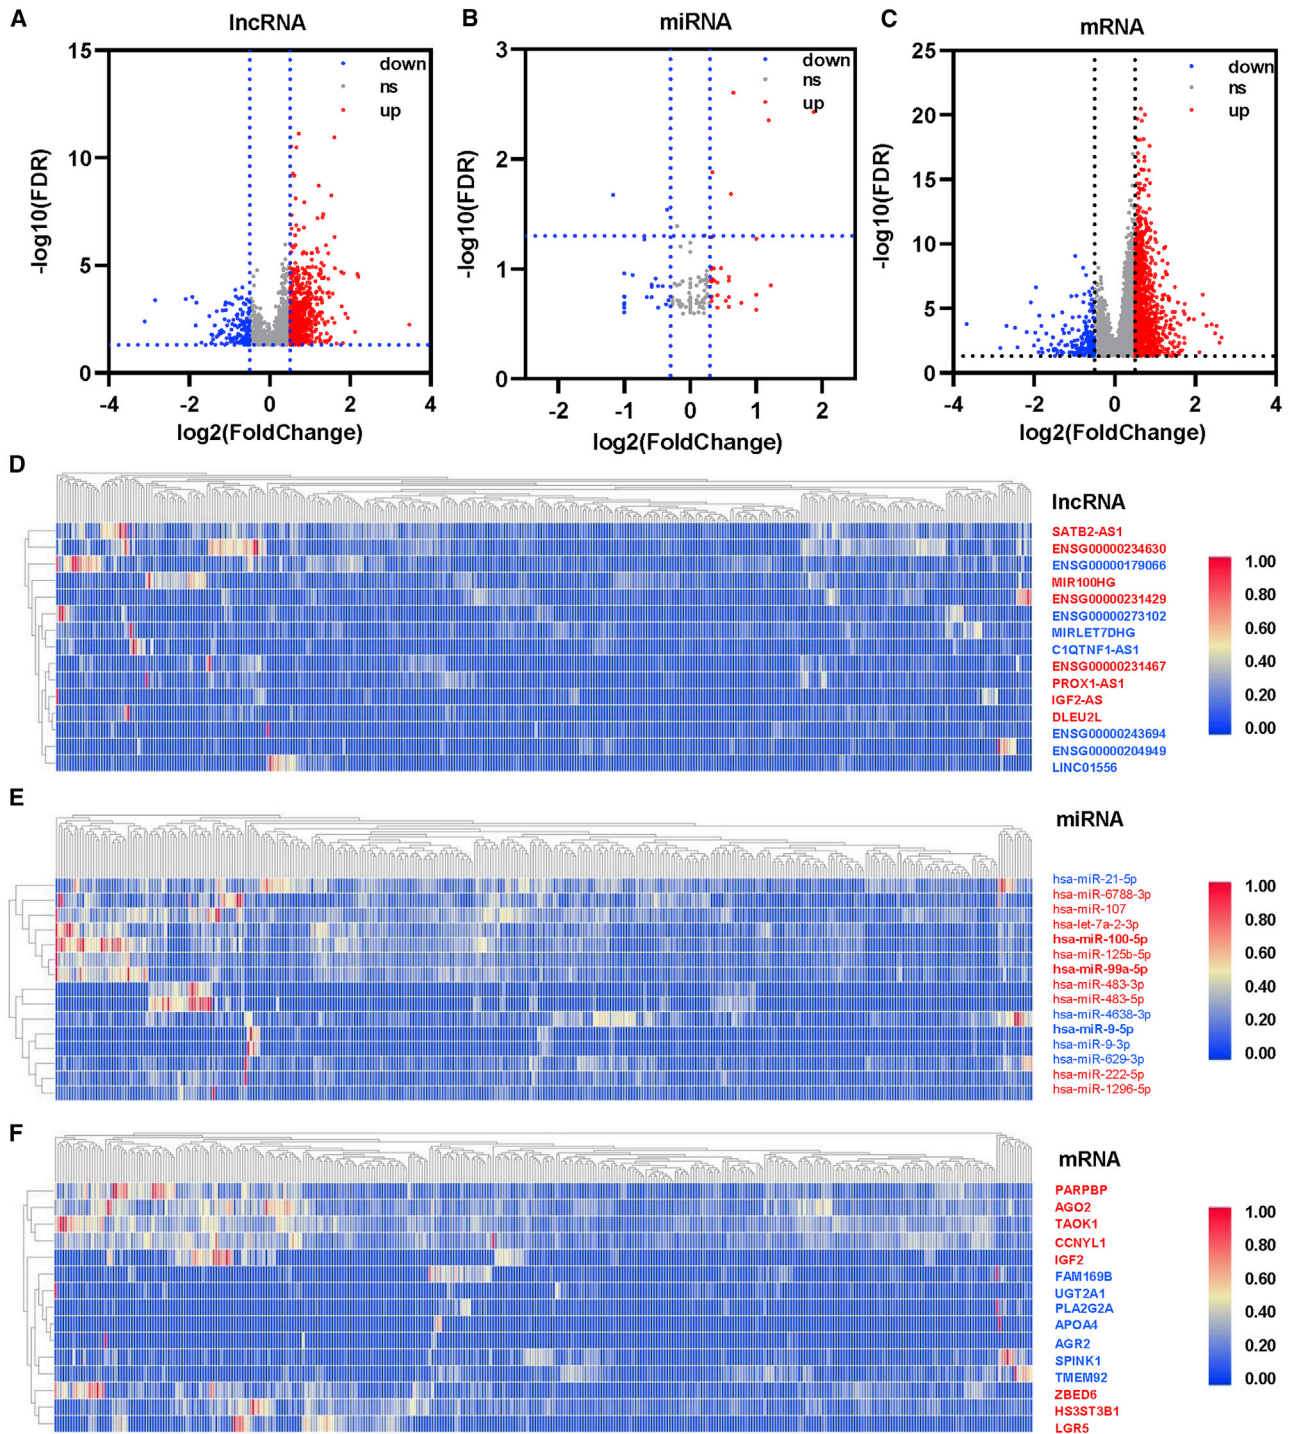 A
lncRNA
-log10(FDR)
15
10
5
0
-4
-2
0
2
4
log2(FoldChange)
down
ns
up
B
miRNA
-log10(FDR)
3
2
1
0
-2
-1
0
1
2
log2(FoldChange)
down
ns
up
C
mRNA
-log10(FDR)
25
20
15
10
5
0
-4
-2
0
2
4
log2(FoldChange)
down
ns
up
D
lncRNA
SATB2-AS1
ENSG00000234630
ENSG00000179066
MIR100HG
ENSG00000231429
ENSG00000273102
MIRLET7DHG
C1QTNF1-AS1
ENSG00000231467
PROX1-AS1
IGF2-AS
DLEU2L
ENSG00000243694
ENSG00000204949
LINC01556
1.00
0.80
0.60
0.40
0.20
0.00
E
miRNA
hsa-miR-21-5p
hsa-miR-6788-3p
hsa-miR-107
hsa-let-7a-2-3p
hsa-miR-100-5p
hsa-miR-125b-5p
hsa-miR-99a-5p
hsa-miR-483-3p
hsa-miR-483-5p
hsa-miR-4638-3p
hsa-miR-9-5p
hsa-miR-9-3p
hsa-miR-629-3p
hsa-miR-222-5p
hsa-miR-1296-5p
1.00
0.80
0.60
0.40
0.20
0.00
F
mRNA
PARPBP
AGO2
TAOK1
CCNYL1
IGF2
FAM169B
UGT2A1
PLA2G2A
APOA4
AGR2
SPINK1
TMEM92
ZBED6
HS3ST3B1
LGR5
1.00
0.80
0.60
0.40
0.20
0.00